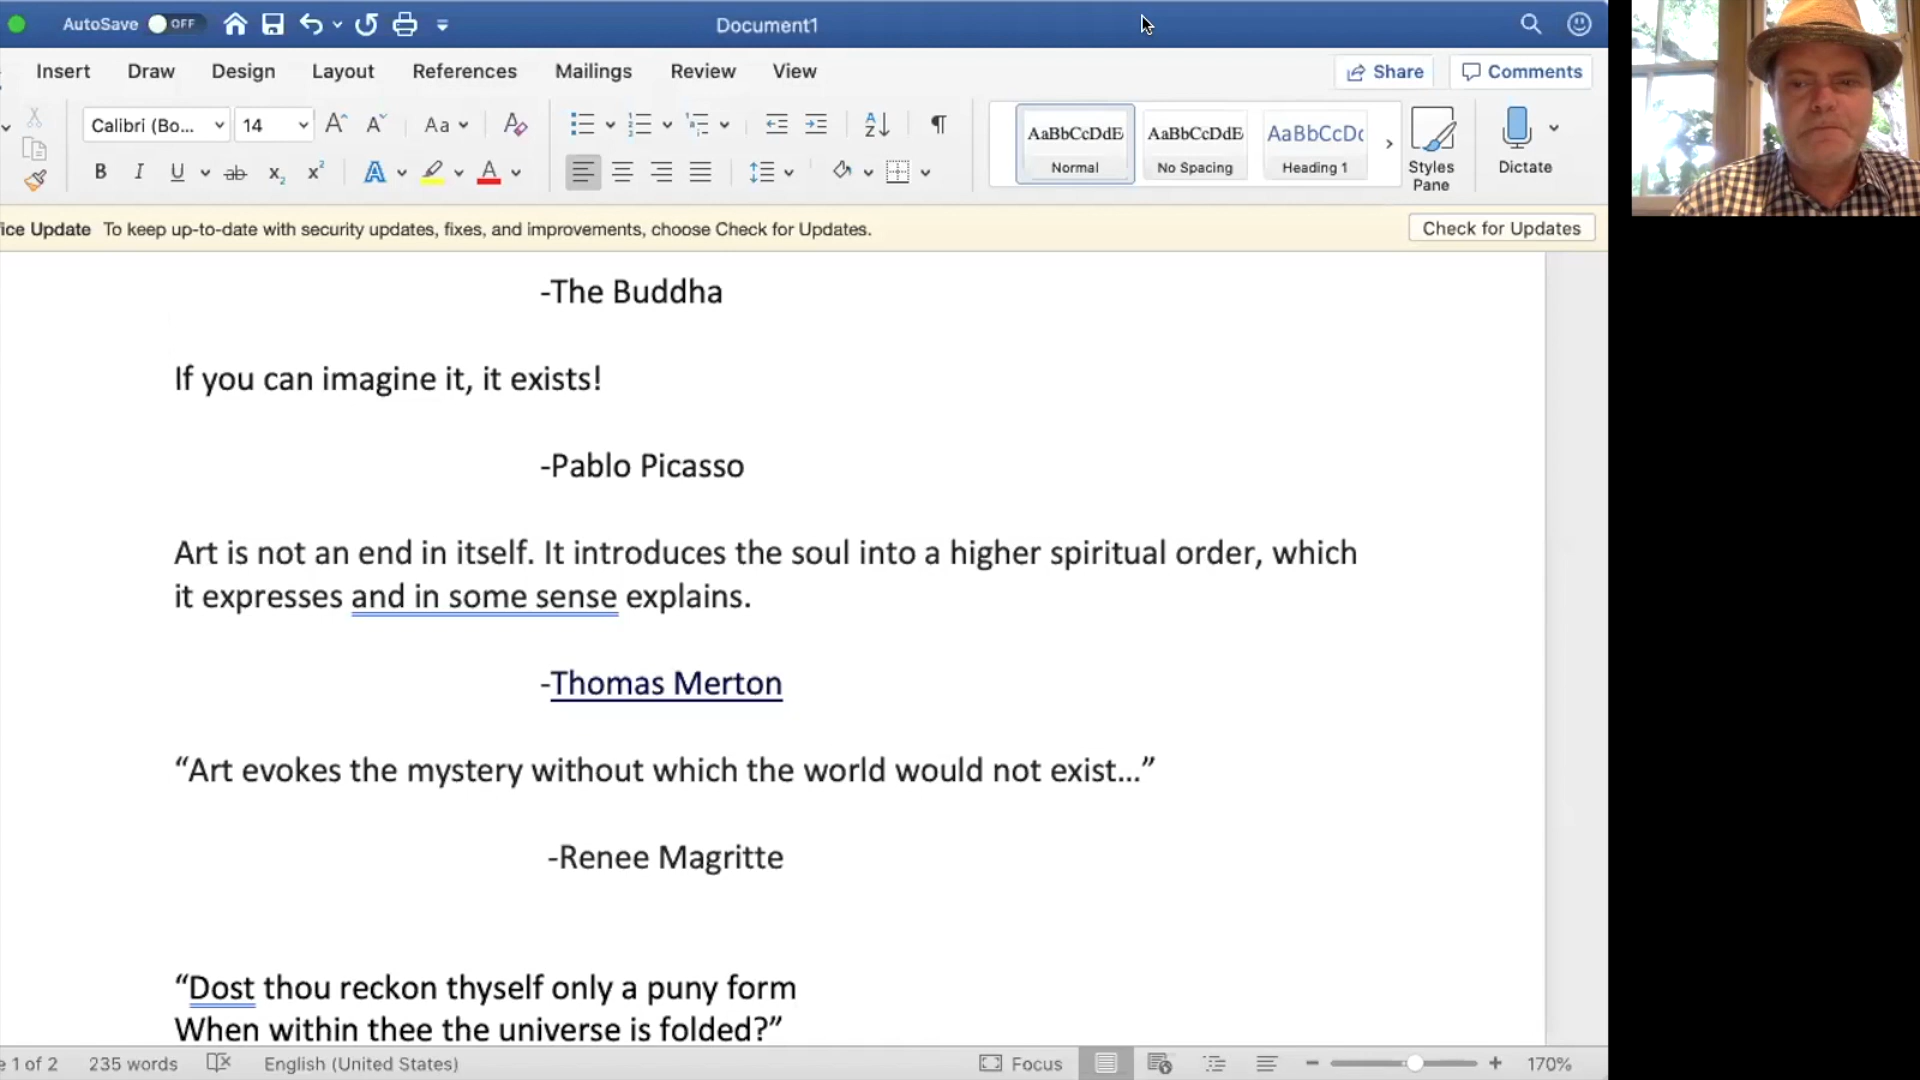 AutoSave OFF Document1
Insert Draw Design Layout References Mailings Review View Share Comments
Calibri (Bo... 14 Aa AaBbCcDdE AaBbCcDdE AaBbCcDc
Normal No Spacing Heading 1 Styles Pane Dictate
ice Update To keep up-to-date with security updates, fixes, and improvements, choose Check for Updates. Check for Updates
-The Buddha
If you can imagine it, it exists!
-Pablo Picasso
Art is not an end in itself. It introduces the soul into a higher spiritual order, which
it expresses and in some sense explains.
-Thomas Merton
“Art evokes the mystery without which the world would not exist...”
-Renee Magritte
“Dost thou reckon thyself only a puny form
When within thee the universe is folded?”
e 1 of 2 235 words English (United States) Focus 170%